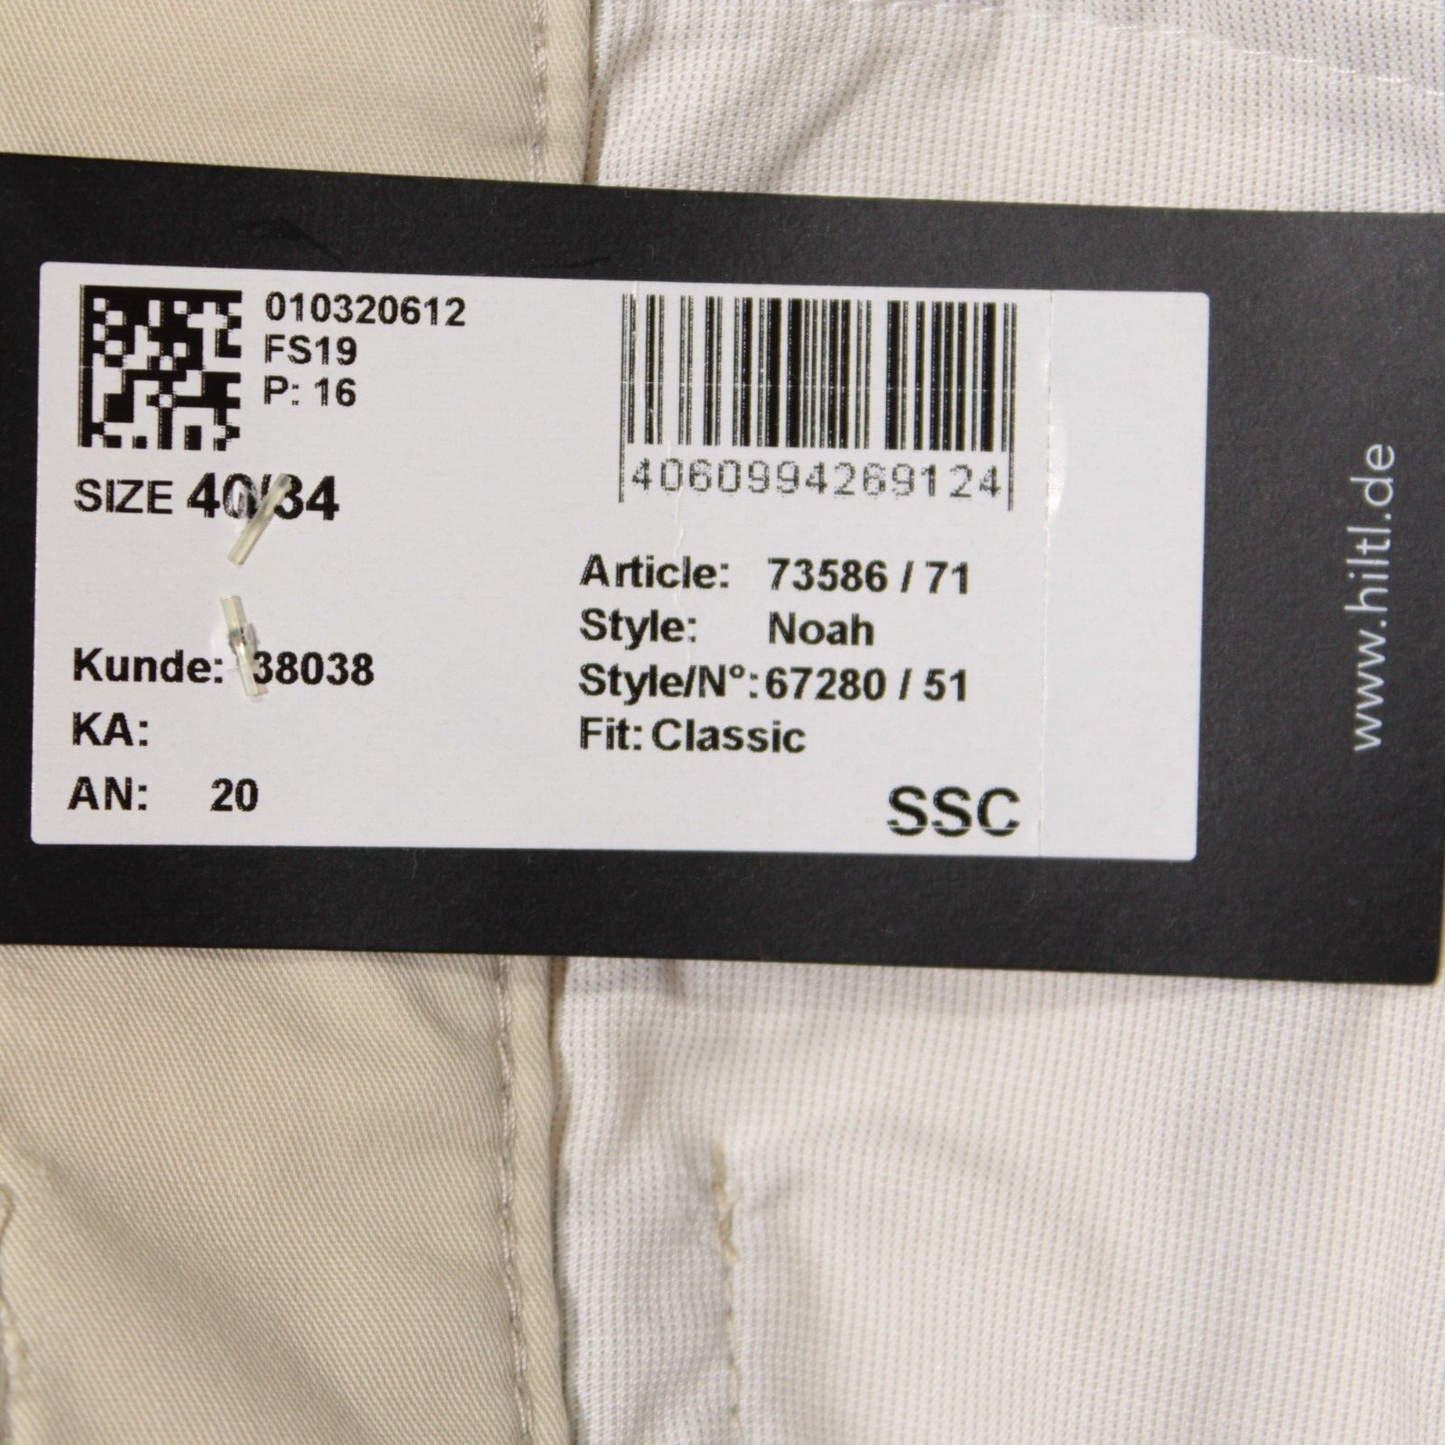 010320612
FS19
P: 16
SIZE 40/34
4060994269124
Article: 73586 / 71
Style: Noah
Style/N°: 67280 / 51
Fit: Classic
Kunde: 38038
KA:
AN: 20
SSC
www.hiltl.de